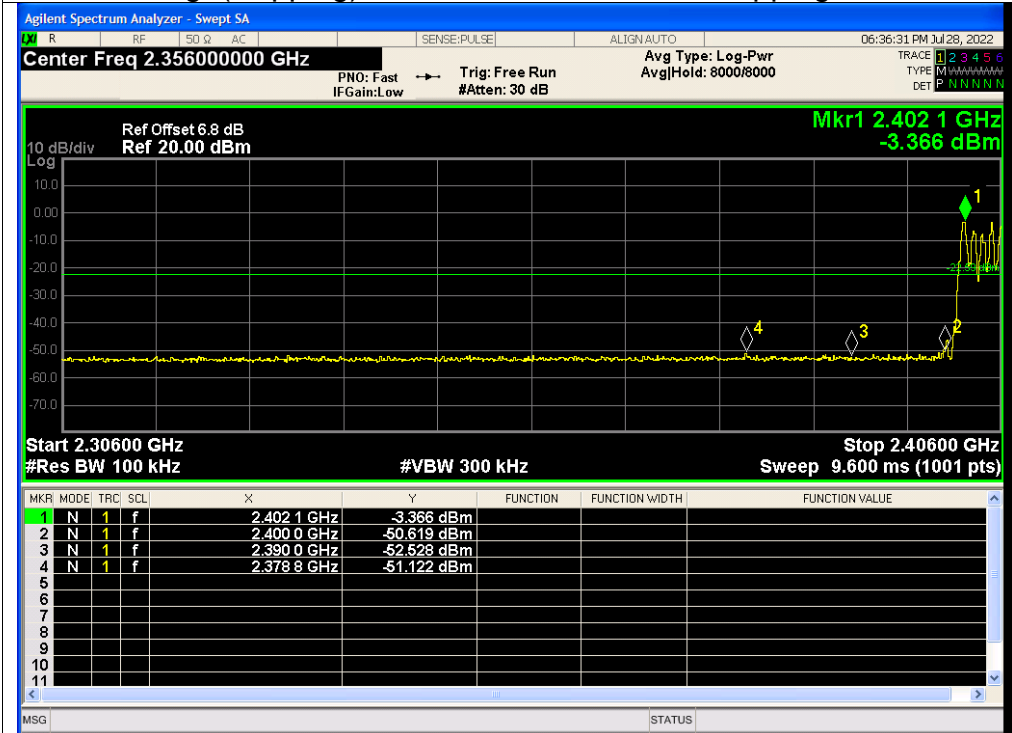 Agilent Spectrum Analyzer - Swept SA
LXI R RF 50 Ω AC SENSE:PULSE ALIGN AUTO 06:36:31 PM Jul 28, 2022
Center Freq 2.356000000 GHz
PNO: Fast
IFGain:Low
Trig: Free Run
#Atten: 30 dB
Avg Type: Log-Pwr
Avg|Hold: 8000/8000
TRACE 1 2 3 4 5 6
TYPE M
DET P N N N N N
Mkr1 2.402 1 GHz
-3.366 dBm
Ref Offset 6.8 dB
10 dB/div Ref 20.00 dBm
Log
10.0
0.00
-10.0
-20.0
-30.0
-40.0
-50.0
-60.0
-70.0
1
4
3
2
Start 2.30600 GHz Stop 2.40600 GHz
#Res BW 100 kHz #VBW 300 kHz Sweep 9.600 ms (1001 pts)
MKR MODE TRC SCL X Y FUNCTION FUNCTION WIDTH FUNCTION VALUE
1 N 1 f 2.402 1 GHz -3.366 dBm
2 N 1 f 2.400 0 GHz -50.619 dBm
3 N 1 f 2.390 0 GHz -52.528 dBm
4 N 1 f 2.378 8 GHz -51.122 dBm
5
6
7
8
9
10
11
MSG STATUS